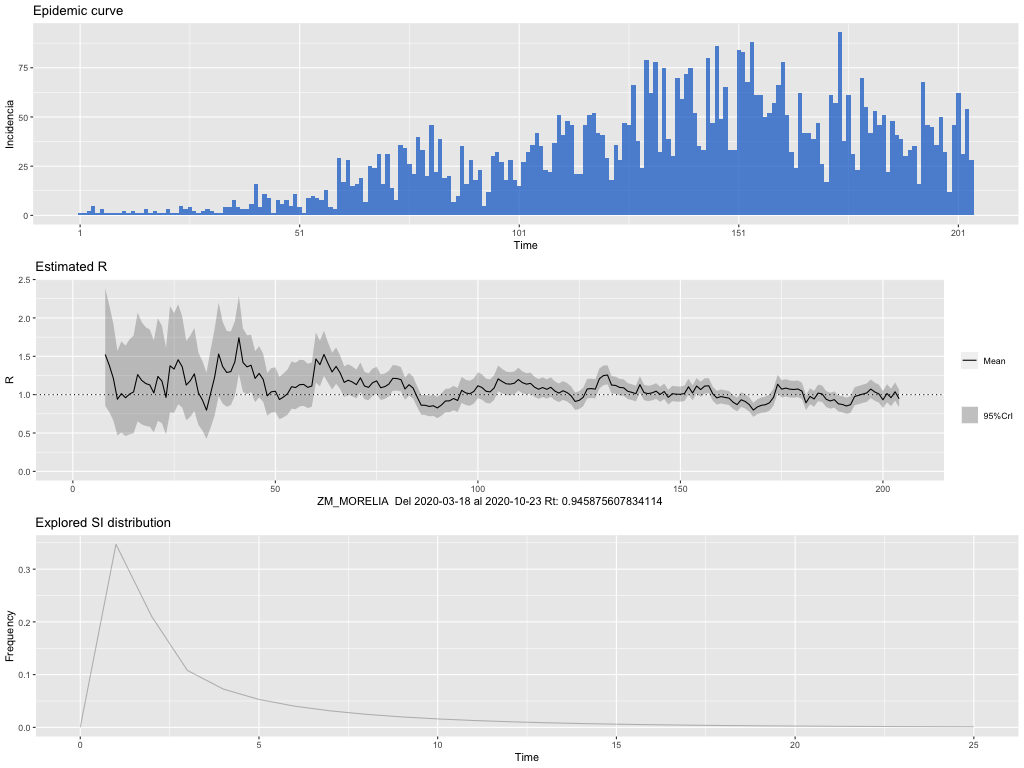 Epidemic curve
75
50
25
0
Incidencia
1 51 101 151 201
Time
Estimated R
2.5
2.0
1.5
1.0
0.5
0.0
R
Mean
95%CrI
0 50 100 150 200
ZM_MORELIA Del 2020-03-18 al 2020-10-23 Rt: 0.945875607834114
Explored SI distribution
0.3
0.2
0.1
0.0
Frequency
0 5 10 15 20 25
Time